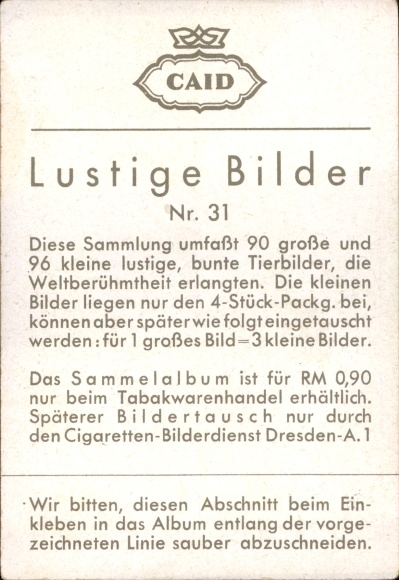 CAID
Lustige Bilder
Nr. 31
Diese Sammlung umfaßt 90 große und
96 kleine lustige, bunte Tierbilder, die
Weltberühmtheit erlangten. Die kleinen
Bilder liegen nur den 4-Stück-Packg. bei,
können aber später wie folgt eingetauscht
werden: für 1 großes Bild=3 kleine Bilder.
Das Sammelalbum ist für RM 0,90
nur beim Tabakwarenhandel erhältlich.
Späterer Bildertausch nur durch
den Cigaretten-Bilderdienst Dresden-A. 1
Wir bitten, diesen Abschnitt beim Ein-
kleben in das Album entlang der vorge-
zeichneten Linie sauber abzuschneiden.